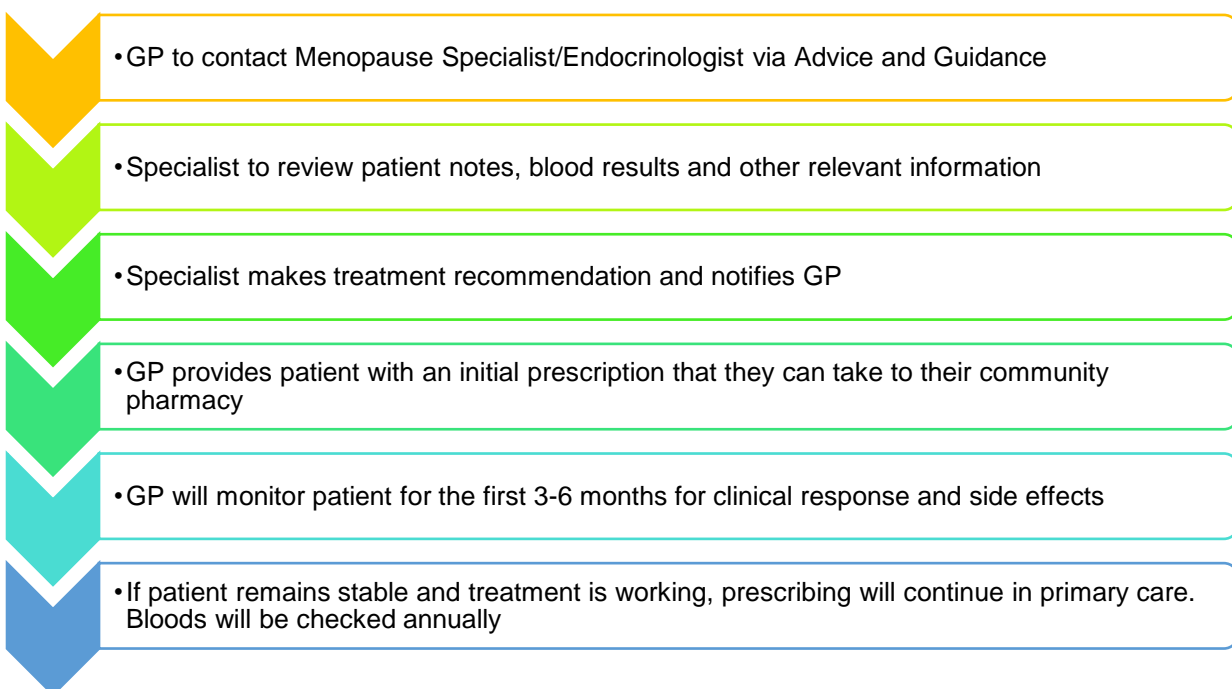 •GP to contact Menopause Specialist/Endocrinologist via Advice and Guidance
•Specialist to review patient notes, blood results and other relevant information
•Specialist makes treatment recommendation and notifies GP
•GP provides patient with an initial prescription that they can take to their community
pharmacy
•GP will monitor patient for the first 3-6 months for clinical response and side effects
•If patient remains stable and treatment is working, prescribing will continue in primary care.
Bloods will be checked annually